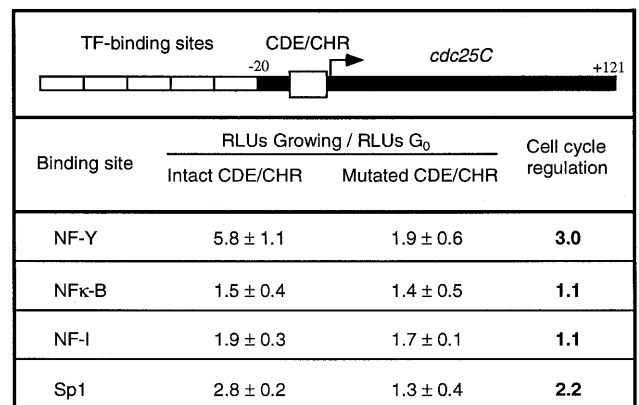 TF-binding sites CDE/CHR cdc25C
-20 +121
RLUs Growing / RLUs G0 Cell cycle
Binding site regulation
Intact CDE/CHR Mutated CDE/CHR
NF-Y 5.8 ± 1.1 1.9 ± 0.6 3.0
NFκ-B 1.5 ± 0.4 1.4 ± 0.5 1.1
NF-I 1.9 ± 0.3 1.7 ± 0.1 1.1
Sp1 2.8 ± 0.2 1.3 ± 0.4 2.2